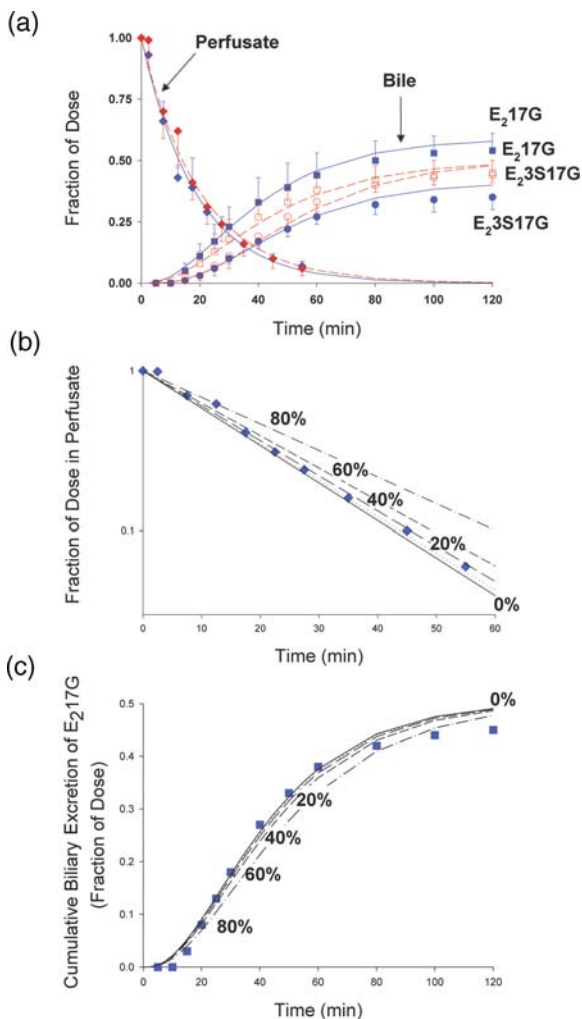 (a)
Fraction of Dose
1.00
0.75
0.50
0.25
0.00
Perfusate
Bile
E₂17G
E₂17G
E₂3S17G
E₂3S17G
0 20 40 60 80 100 120
Time (min)
(b)
Fraction of Dose in Perfusate
1
0.1
80%
60%
40%
20%
0%
0 10 20 30 40 50 60
Time (min)
(c)
Cumulative Biliary Excretion of E₂17G
(Fraction of Dose)
0.5
0.4
0.3
0.2
0.1
0.0
0%
20%
40%
60%
80%
0 20 40 60 80 100 120
Time (min)